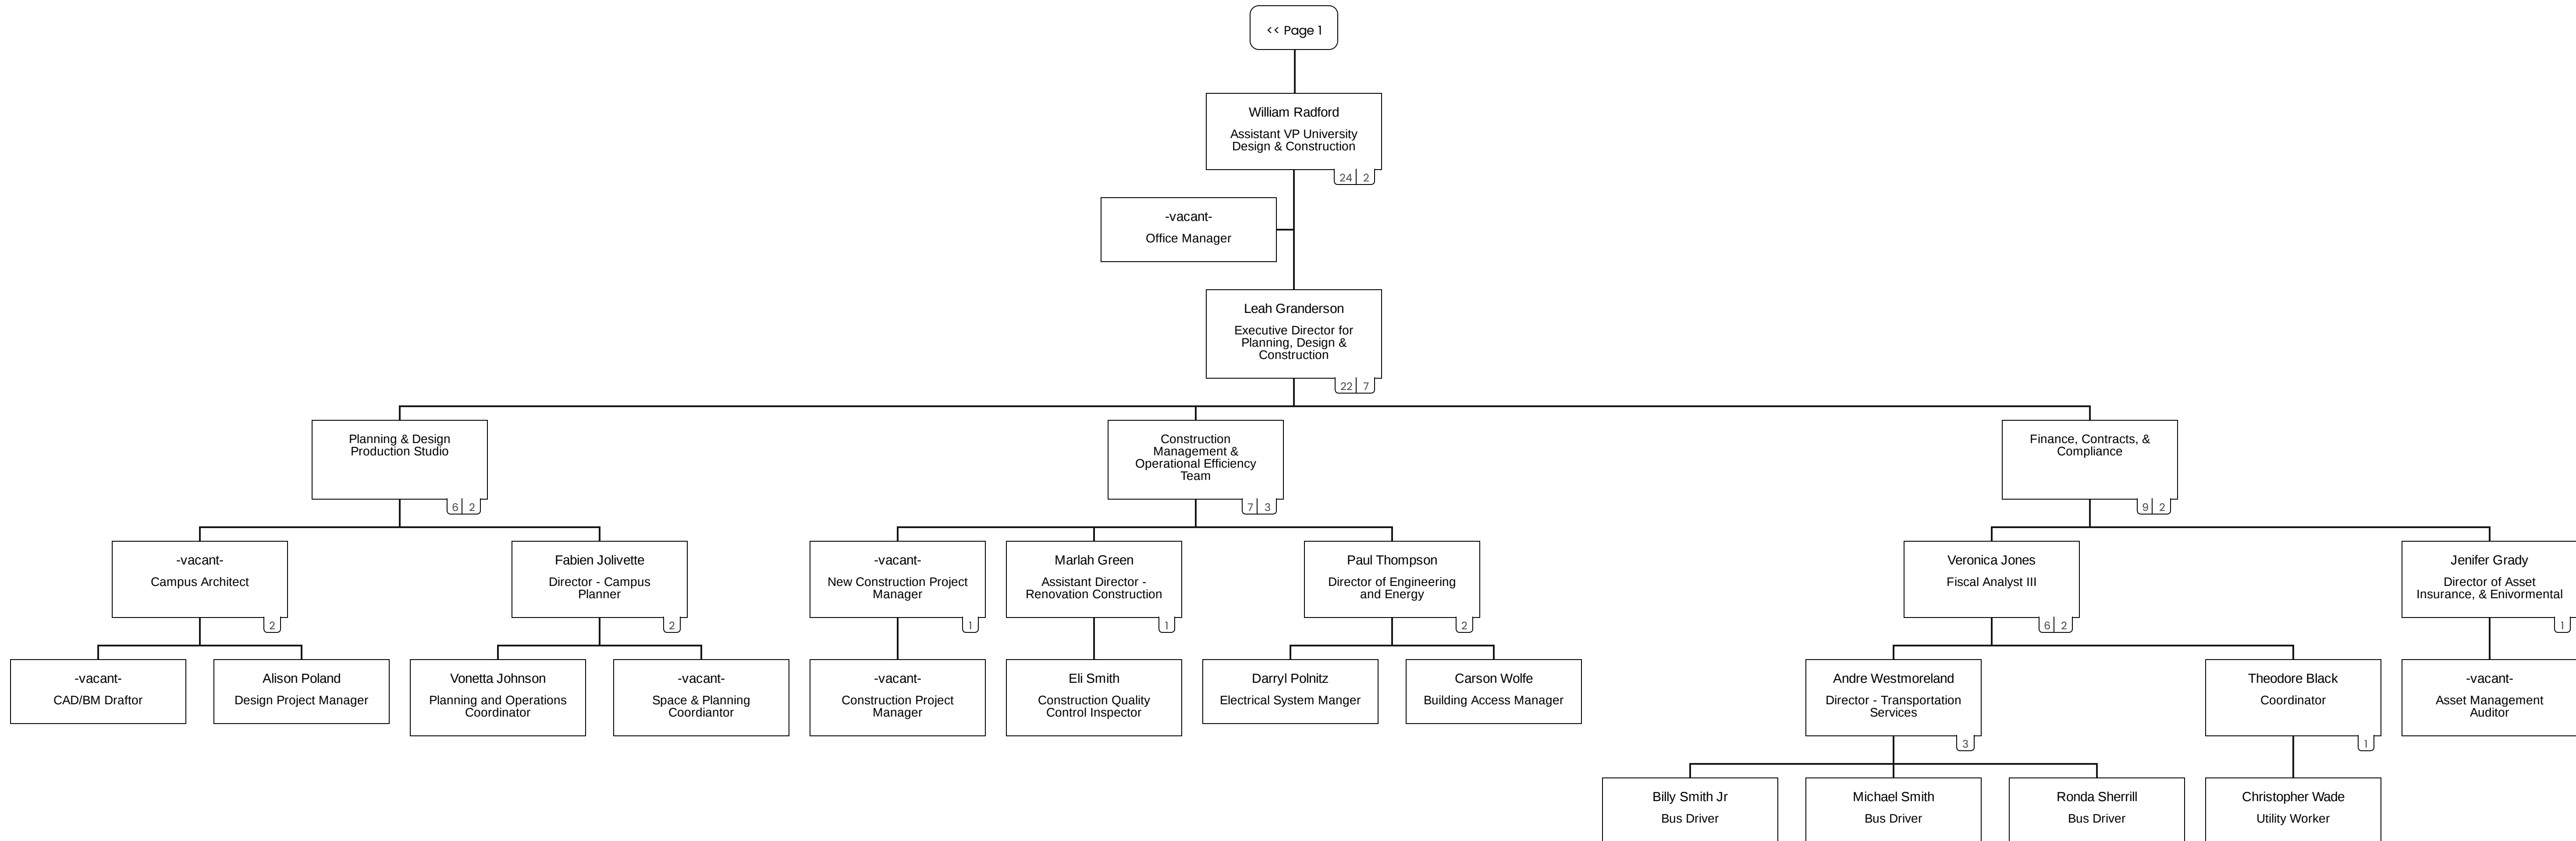 << Page 1
William Radford
Assistant VP University
Design & Construction
24 2
-vacant-
Office Manager
Leah Granderson
Executive Director for
Planning, Design &
Construction
22 7
Planning & Design
Production Studio
6 2
Construction
Management &
Operational Efficiency
Team
7 3
Finance, Contracts, &
Compliance
9 2
-vacant-
Campus Architect
2
Fabien Jolivette
Director - Campus
Planner
2
-vacant-
New Construction Project
Manager
1
Marlah Green
Assistant Director -
Renovation Construction
1
Paul Thompson
Director of Engineering
and Energy
2
Veronica Jones
Fiscal Analyst III
6 2
Jenifer Grady
Director of Asset
Insurance, & Enivormental
1
-vacant-
CAD/BM Draftor
Alison Poland
Design Project Manager
Vonetta Johnson
Planning and Operations
Coordinator
-vacant-
Space & Planning
Coordiantor
-vacant-
Construction Project
Manager
Eli Smith
Construction Quality
Control Inspector
Darryl Polnitz
Electrical System Manger
Carson Wolfe
Building Access Manager
Andre Westmoreland
Director - Transportation
Services
3
Theodore Black
Coordinator
1
-vacant-
Asset Management
Auditor
Billy Smith Jr
Bus Driver
Michael Smith
Bus Driver
Ronda Sherrill
Bus Driver
Christopher Wade
Utility Worker